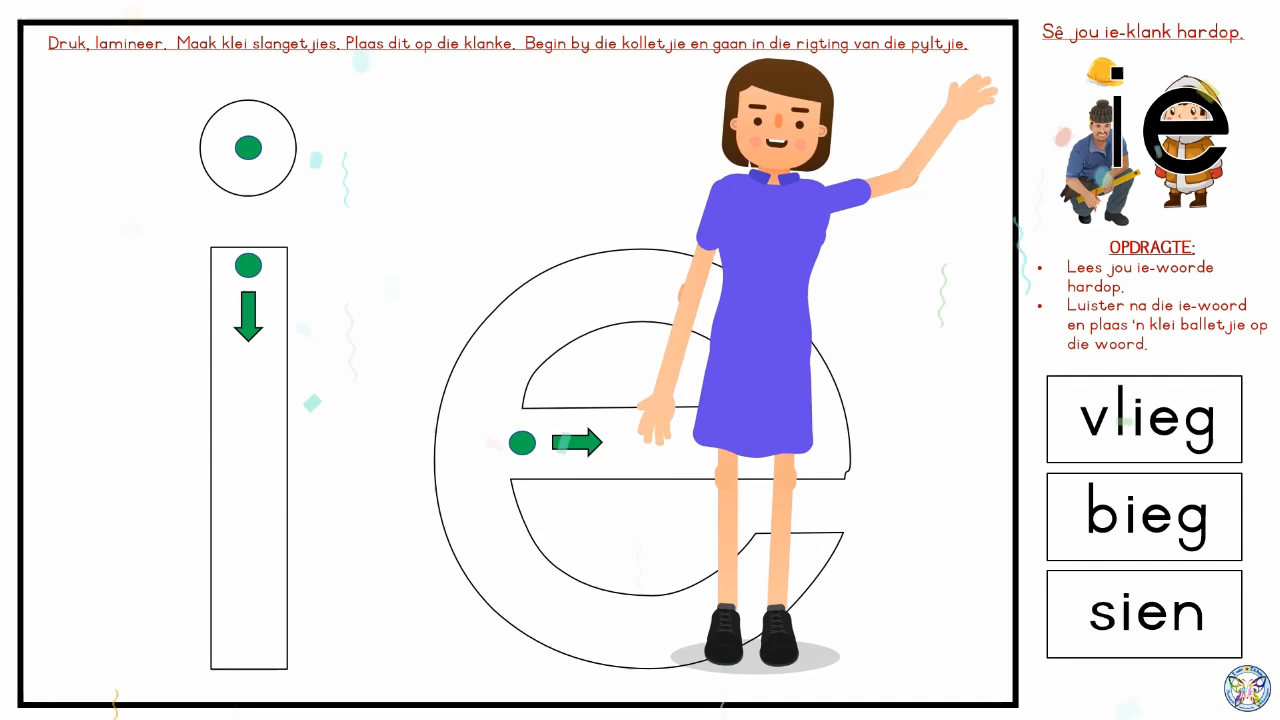 Druk, lamineer. Maak klei slangetjies. Plaas dit op die klanke. Begin by die kolletjie en gaan in die rigting van die pyltjie.
Sê jou ie-klank hardop.
ie
OPDRAGTE:
• Lees jou ie-woorde
hardop.
• Luister na die ie-woord
en plaas 'n klei balletjie op
die woord.
vlieg
bieg
sien